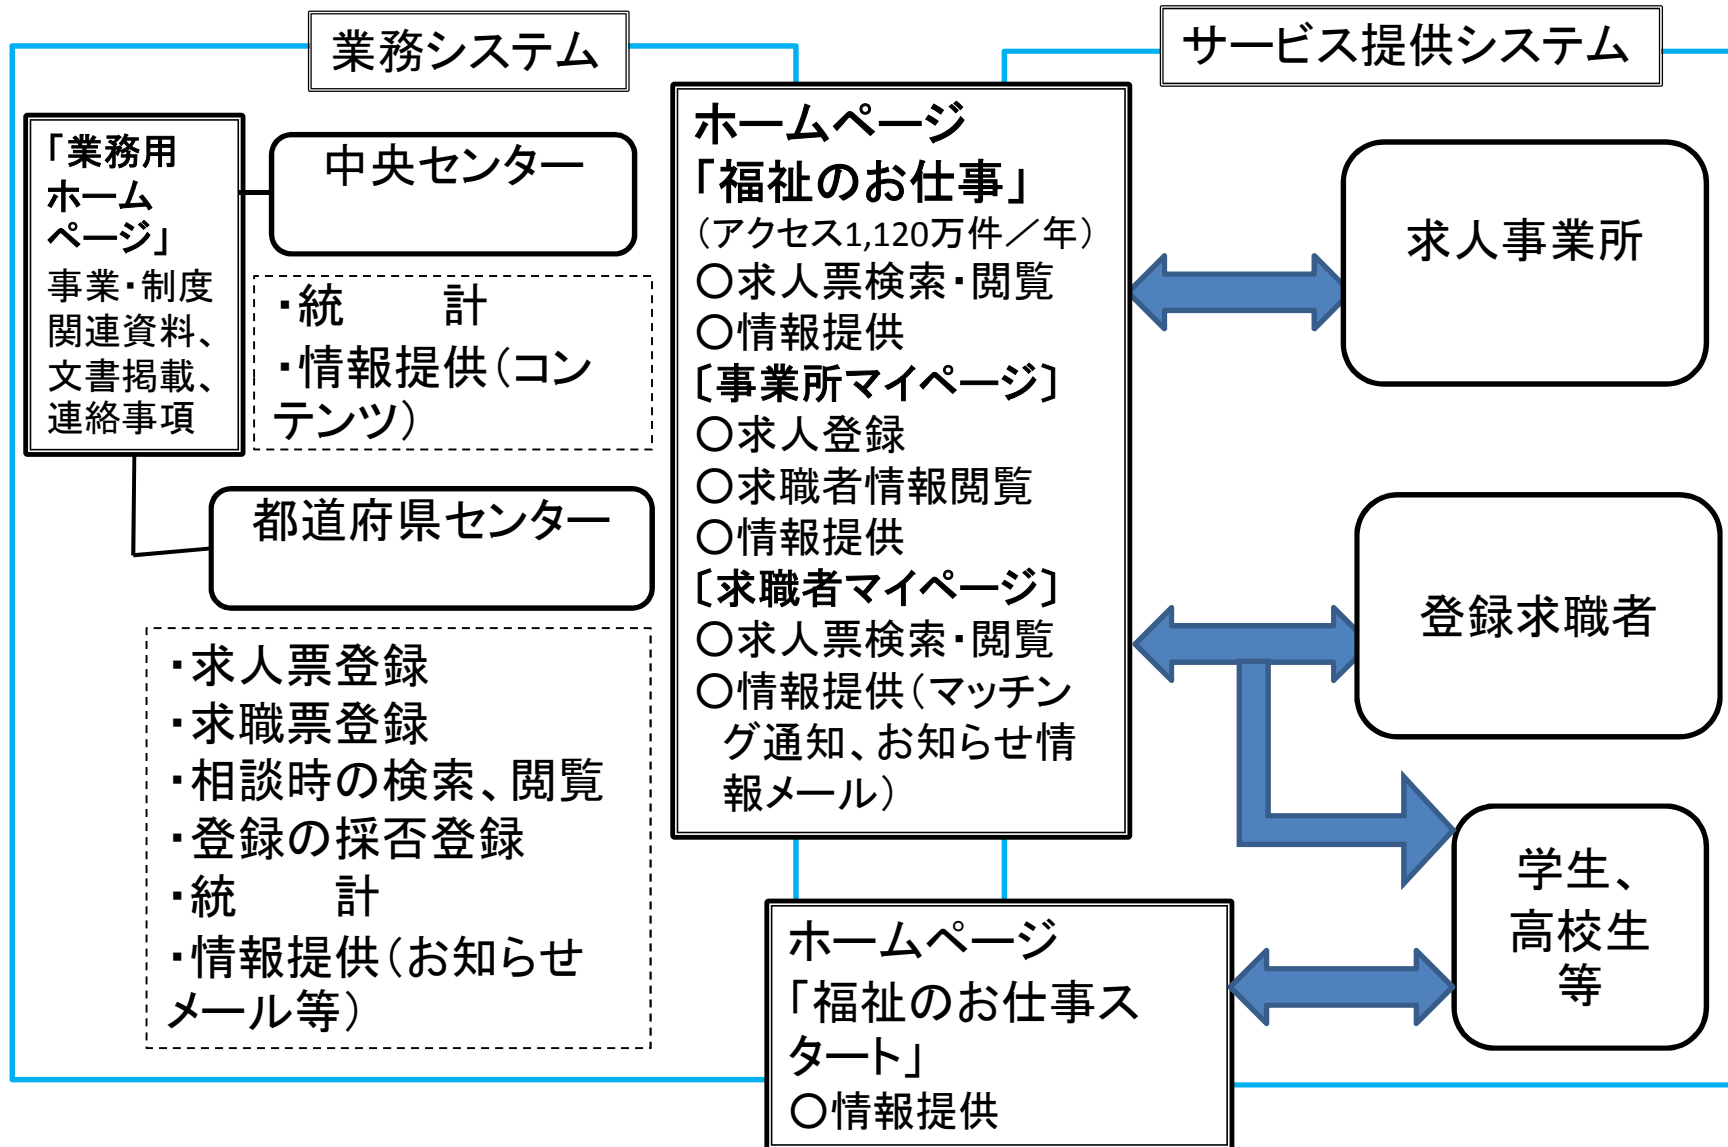 業務システム
サービス提供システム
「業務用
ホーム
ページ」
事業・制度
関連資料、
文書掲載、
連絡事項
中央センター
・統　　計
・情報提供（コン
テンツ）
都道府県センター
・求人票登録
・求職票登録
・相談時の検索、閲覧
・登録の採否登録
・統　　計
・情報提供（お知らせ
メール等）
ホームページ
「福祉のお仕事」
（アクセス1,120万件／年）
○求人票検索・閲覧
○情報提供
〔事業所マイページ〕
○求人登録
○求職者情報閲覧
○情報提供
〔求職者マイページ〕
○求人票検索・閲覧
○情報提供（マッチン
グ通知、お知らせ情
報メール）
ホームページ
「福祉のお仕事ス
タート」
○情報提供
求人事業所
登録求職者
学生、
高校生
等